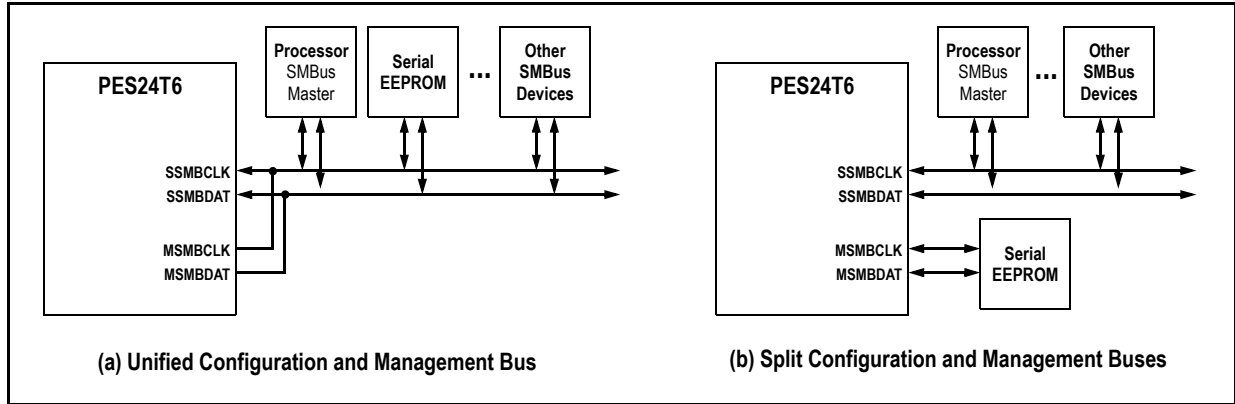 PES24T6
Processor
SMBus
Master
Serial
EEPROM
...
Other
SMBus
Devices
SSMBCLK
SSMBDAT
MSMBCLK
MSMBDAT
(a) Unified Configuration and Management Bus
PES24T6
Processor
SMBus
Master
...
Other
SMBus
Devices
SSMBCLK
SSMBDAT
MSMBCLK
MSMBDAT
Serial
EEPROM
(b) Split Configuration and Management Buses